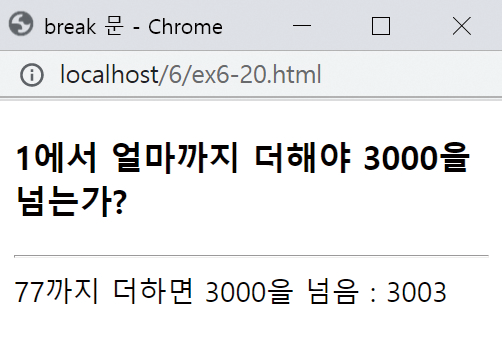 break 문 - Chrome
localhost/6/ex6-20.html
1에서 얼마까지 더해야 3000을
넘는가?
77까지 더하면 3000을 넘음 : 3003